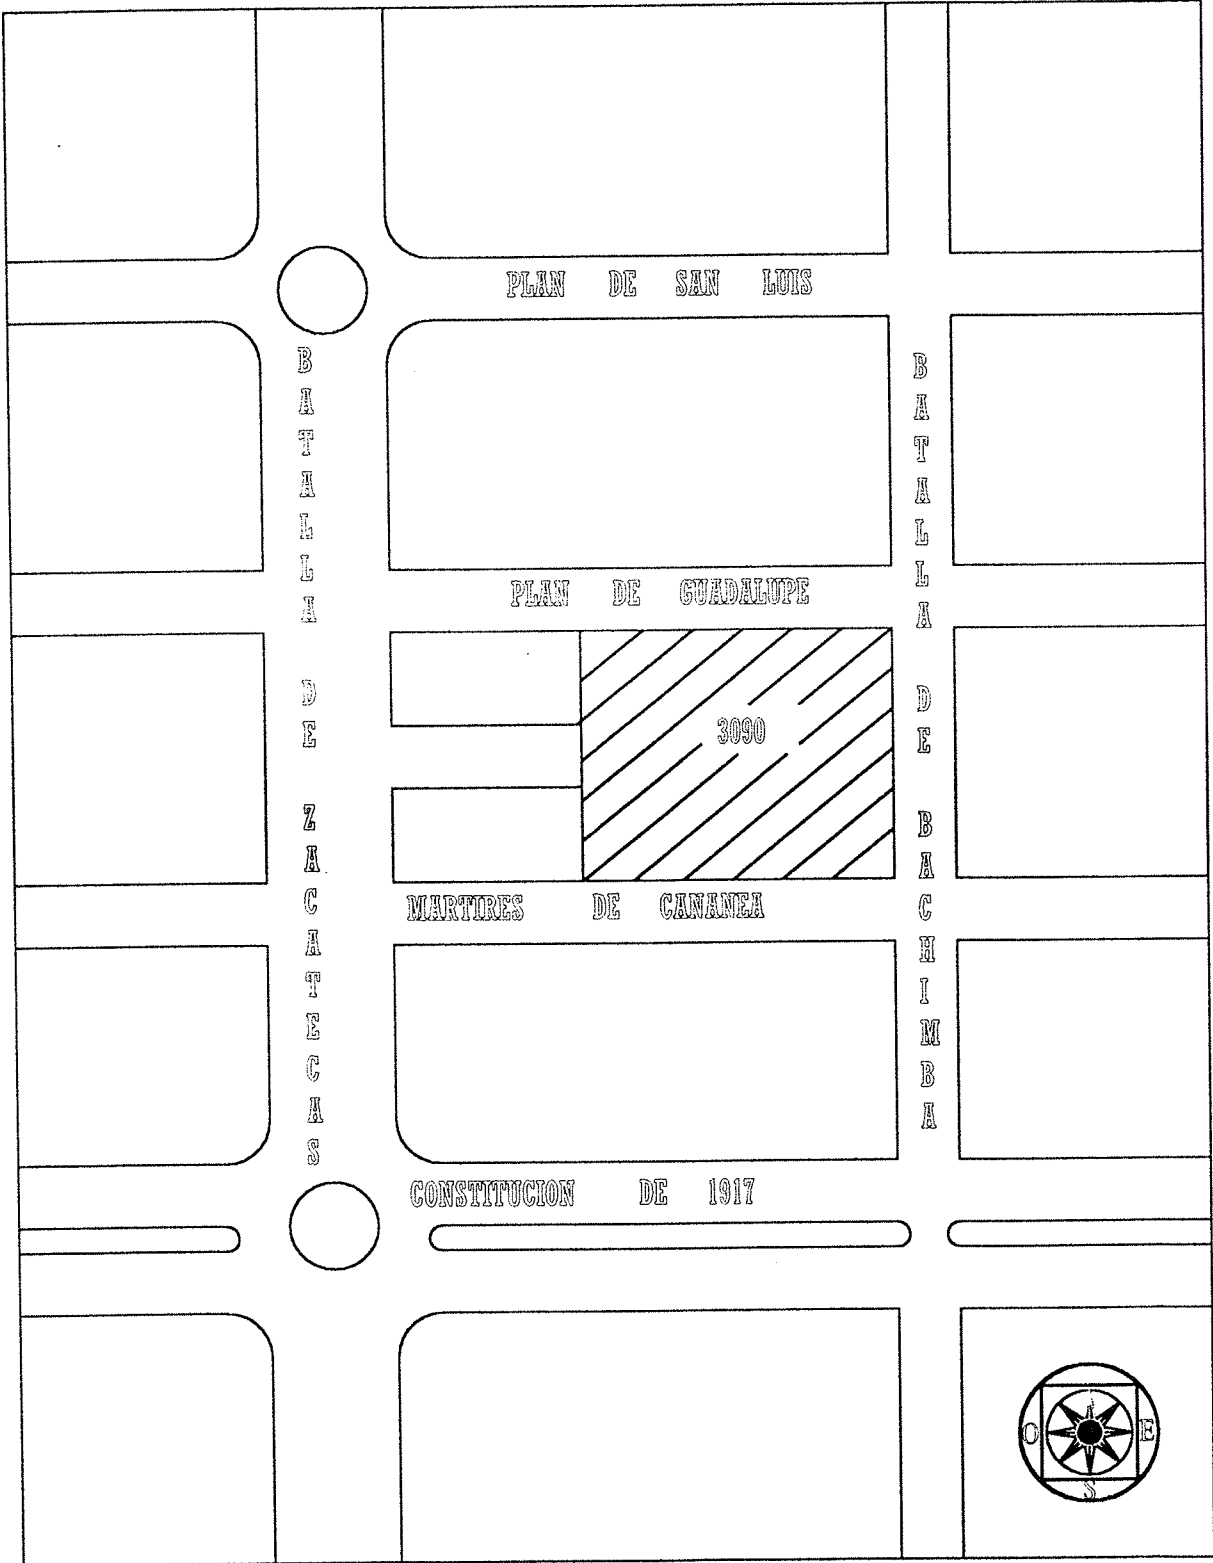 PLAN DE SAN LUIS
BATALLA DE ZACATECAS
BATALLA DE BACHIMBA
PLAN DE GUADALUPE
3090
MARTIRES DE CANANEA
CONSTITUCION DE 1917
O
E
S